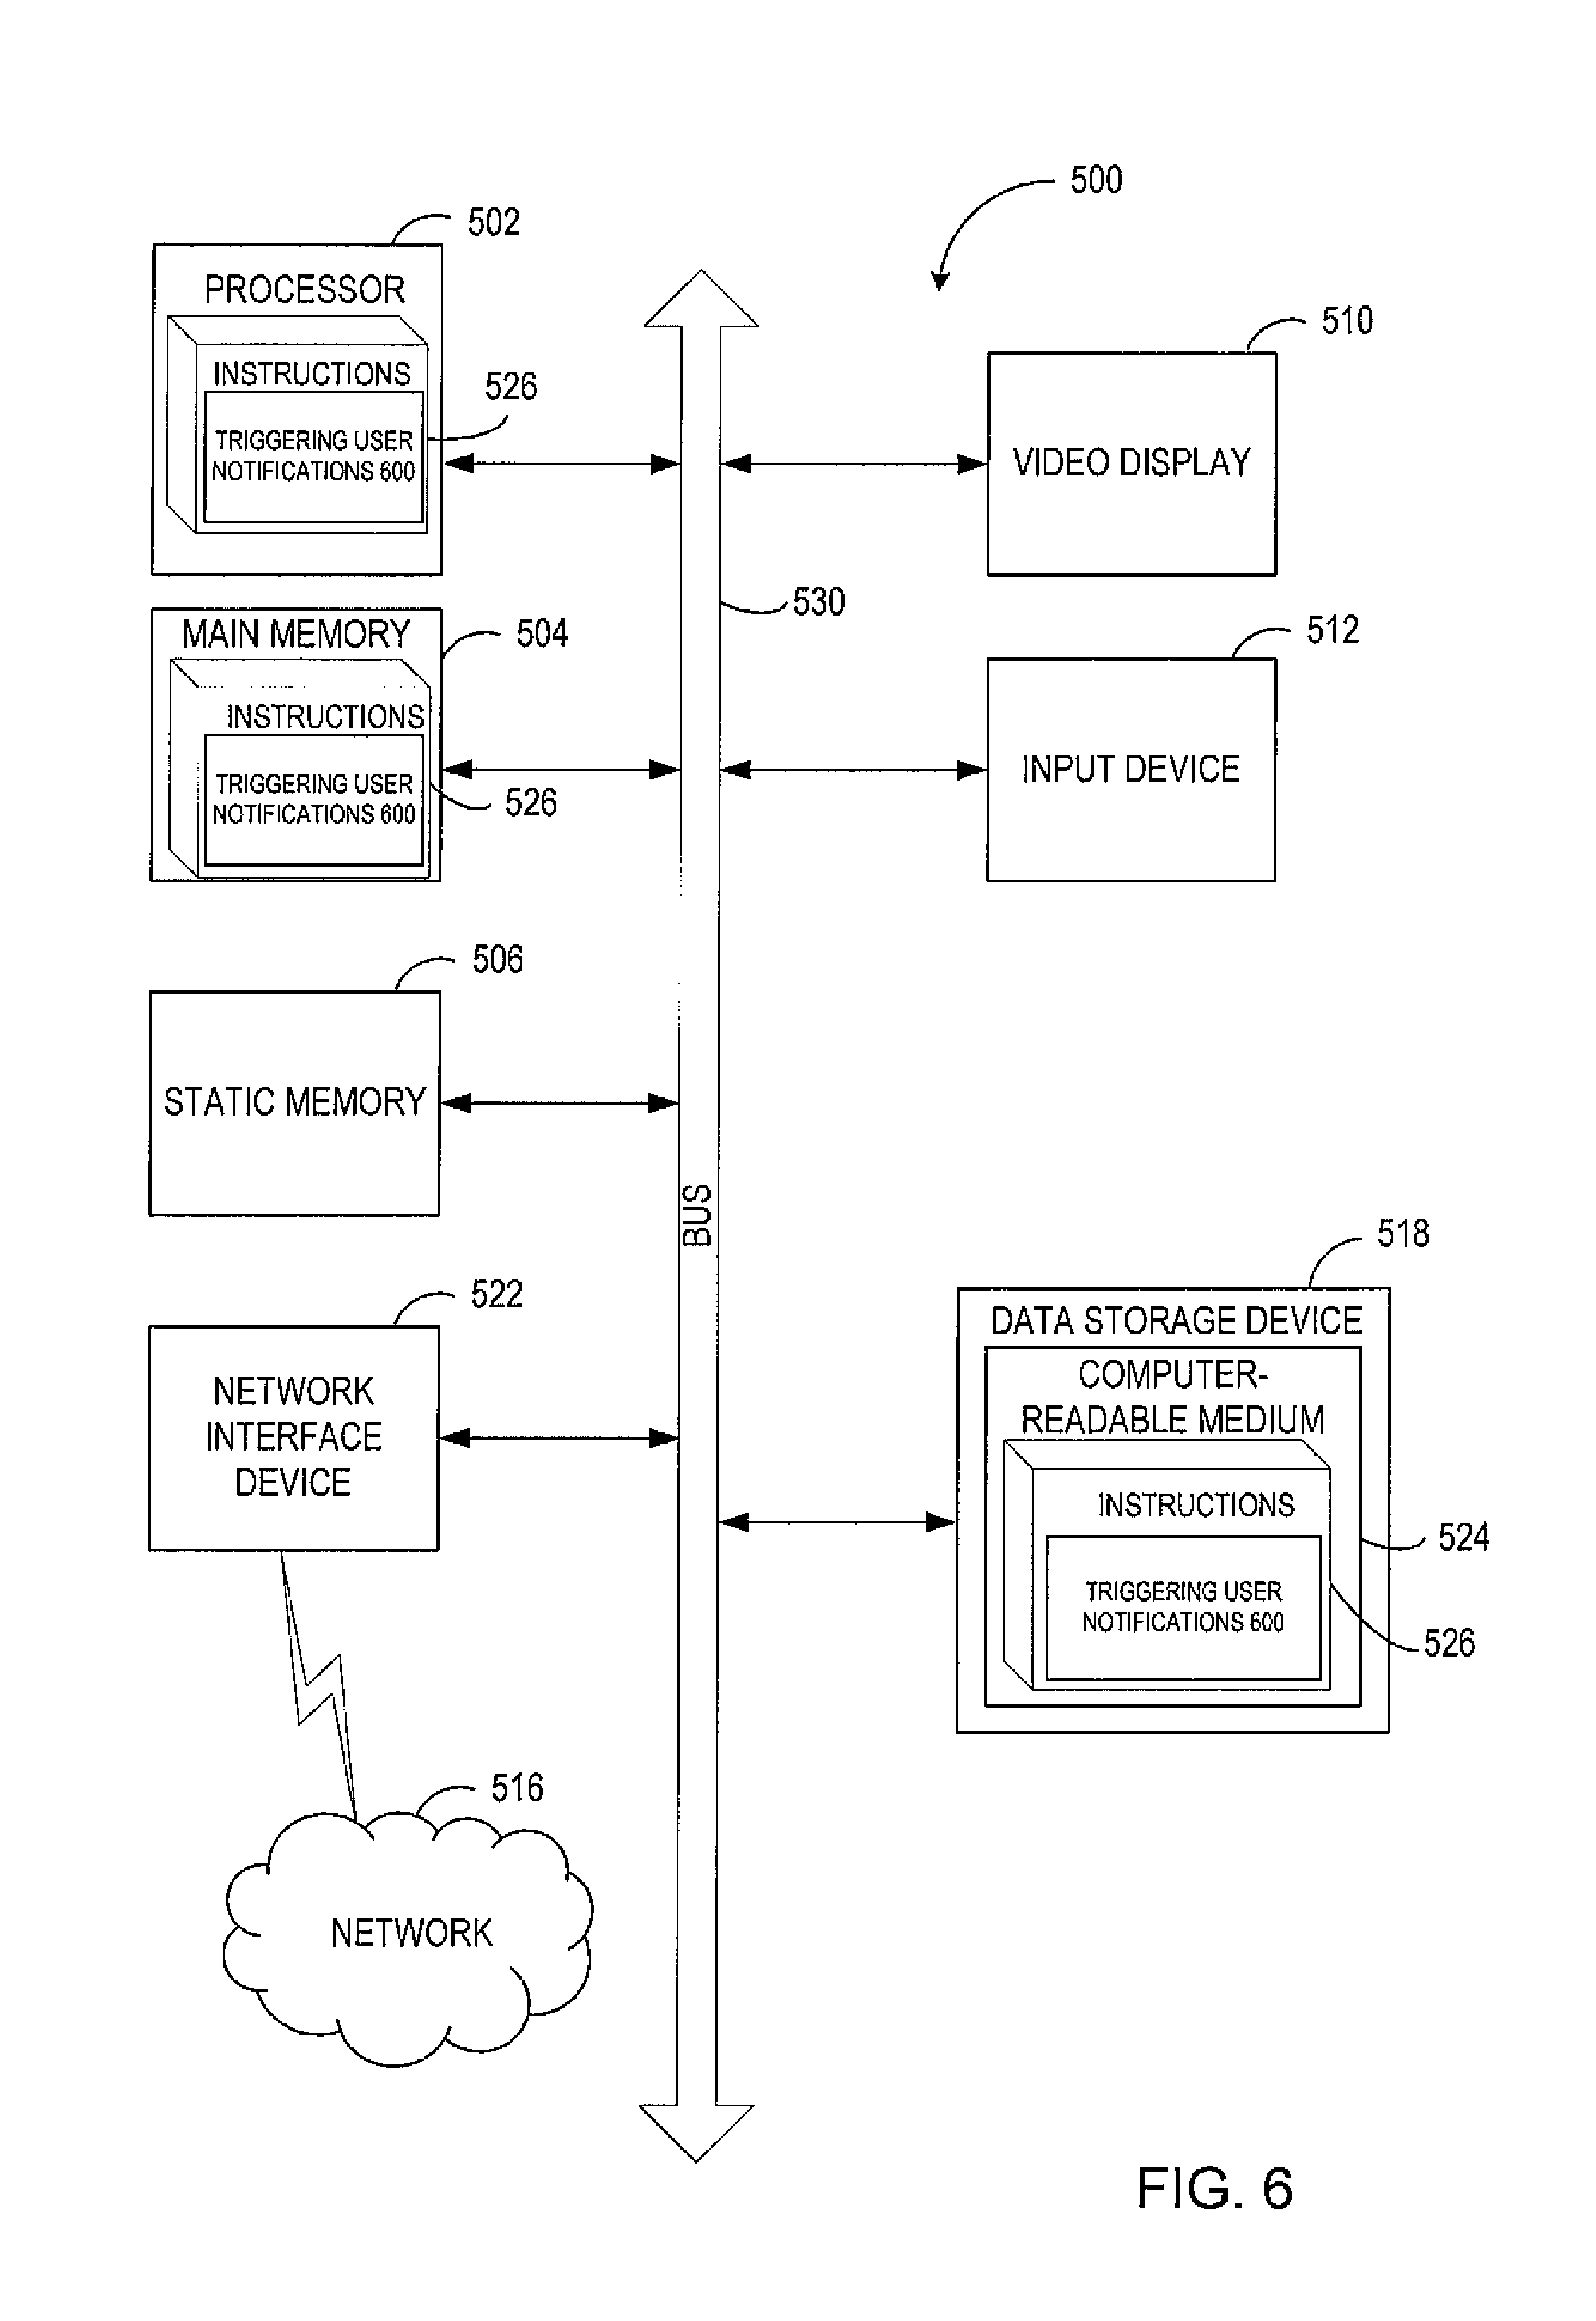 500
502
PROCESSOR
INSTRUCTIONS
526
TRIGGERING USER
NOTIFICATIONS 600
510
VIDEO DISPLAY
530
MAIN MEMORY
504
INSTRUCTIONS
TRIGGERING USER
NOTIFICATIONS 600
526
512
INPUT DEVICE
506
STATIC MEMORY
BUS
522
NETWORK
INTERFACE
DEVICE
518
DATA STORAGE DEVICE
COMPUTER-
READABLE MEDIUM
INSTRUCTIONS
524
TRIGGERING USER
NOTIFICATIONS 600
526
516
NETWORK
FIG. 6